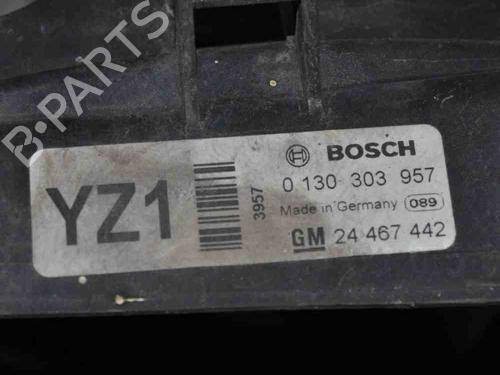 B-PARTS
BOSCH
YZ1
3957
0 130 303 957
Made in Germany 089
GM 24 467 442